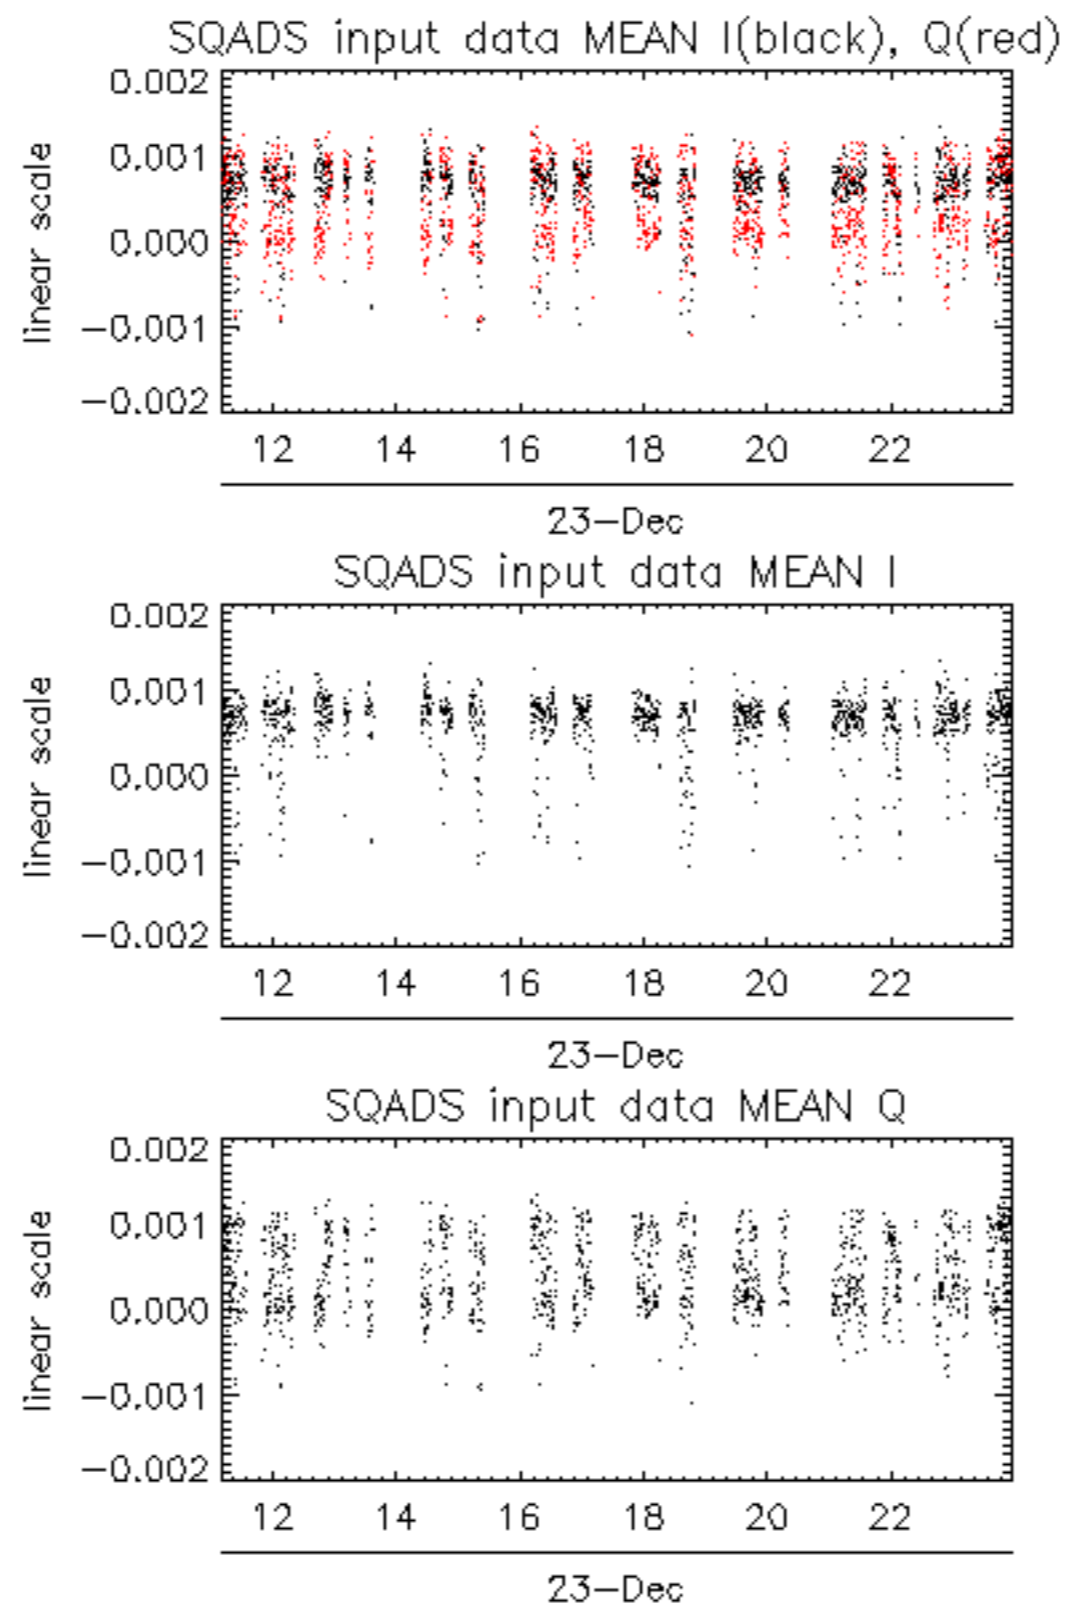 SQADS input data MEAN I(black), Q(red)
0.002
0.001
0.000
−0.001
−0.002
linear scale
12 14 16 18 20 22
23−Dec
SQADS input data MEAN I
0.002
0.001
0.000
−0.001
−0.002
linear scale
12 14 16 18 20 22
23−Dec
SQADS input data MEAN Q
0.002
0.001
0.000
−0.001
−0.002
linear scale
12 14 16 18 20 22
23−Dec